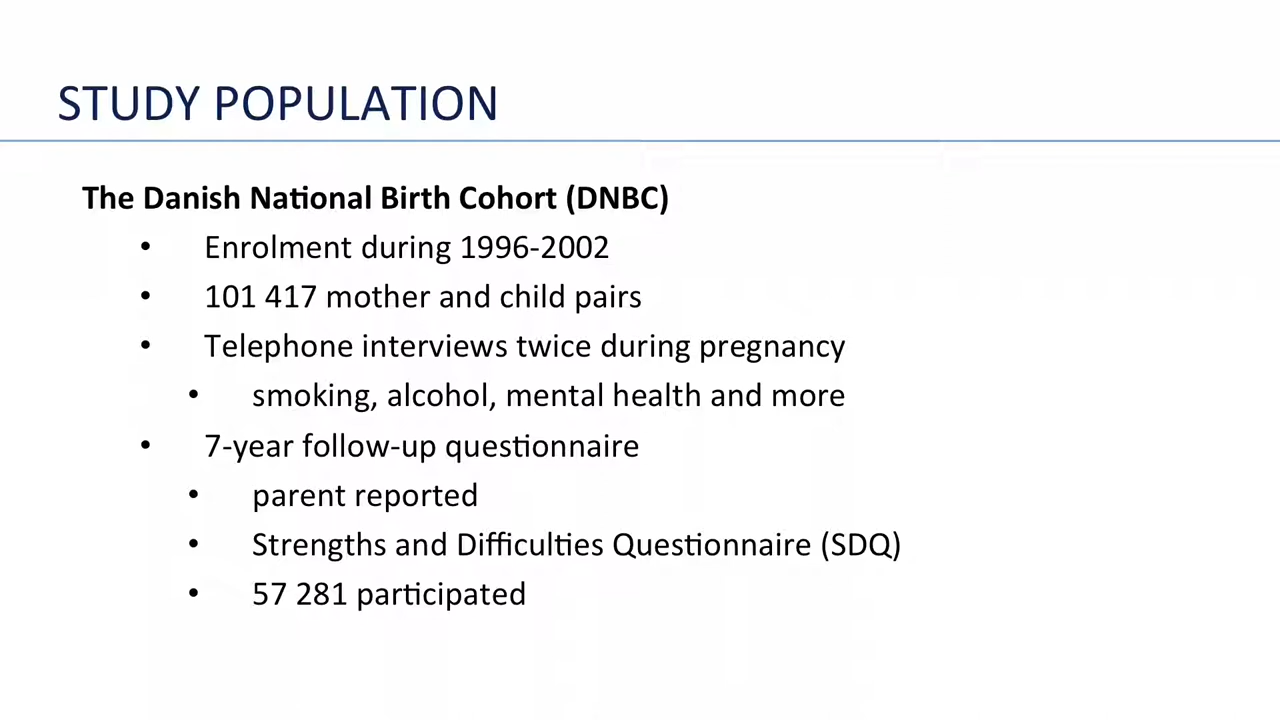 STUDY POPULATION
The Danish National Birth Cohort (DNBC)
• Enrolment during 1996-2002
• 101 417 mother and child pairs
• Telephone interviews twice during pregnancy
• smoking, alcohol, mental health and more
• 7-year follow-up questionnaire
• parent reported
• Strengths and Difficulties Questionnaire (SDQ)
• 57 281 participated